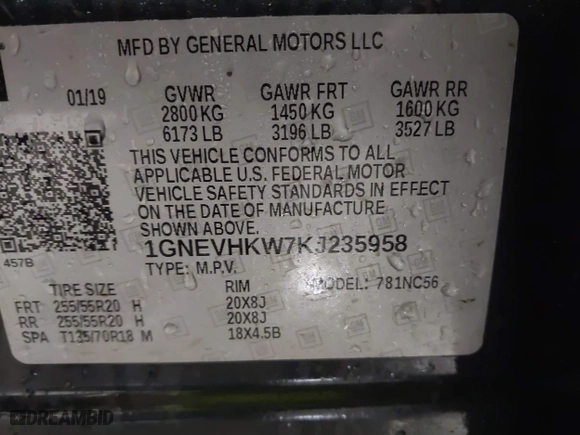 MFD BY GENERAL MOTORS LLC
01/19 GVWR GAWR FRT GAWR RR
2800 KG 1450 KG 1600 KG
6173 LB 3196 LB 3527 LB
THIS VEHICLE CONFORMS TO ALL
APPLICABLE U.S. FEDERAL MOTOR
VEHICLE SAFETY STANDARDS IN EFFECT
ON THE DATE OF MANUFACTURE
SHOWN ABOVE.
457B
1GNEVHKW7KJ235958
TYPE: M.P.V. MODEL: 781NC56
TIRE SIZE RIM
FRT 255/55R20 H 20X8J
RR 255/55R20 H 20X8J
SPA T135/70R18 M 18X4.5B
DREAMBID